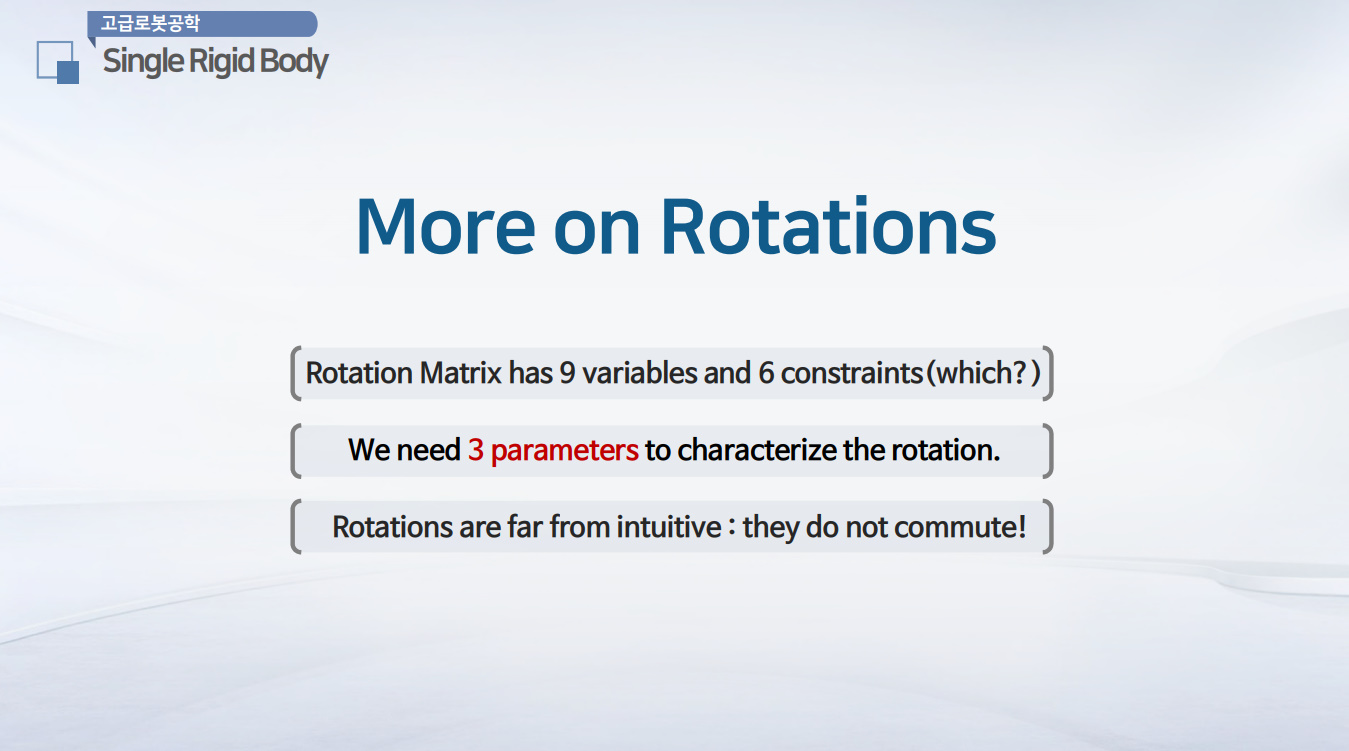 고급로봇공학
Single Rigid Body
More on Rotations
Rotation Matrix has 9 variables and 6 constraints(which?)
We need 3 parameters to characterize the rotation.
Rotations are far from intuitive : they do not commute!